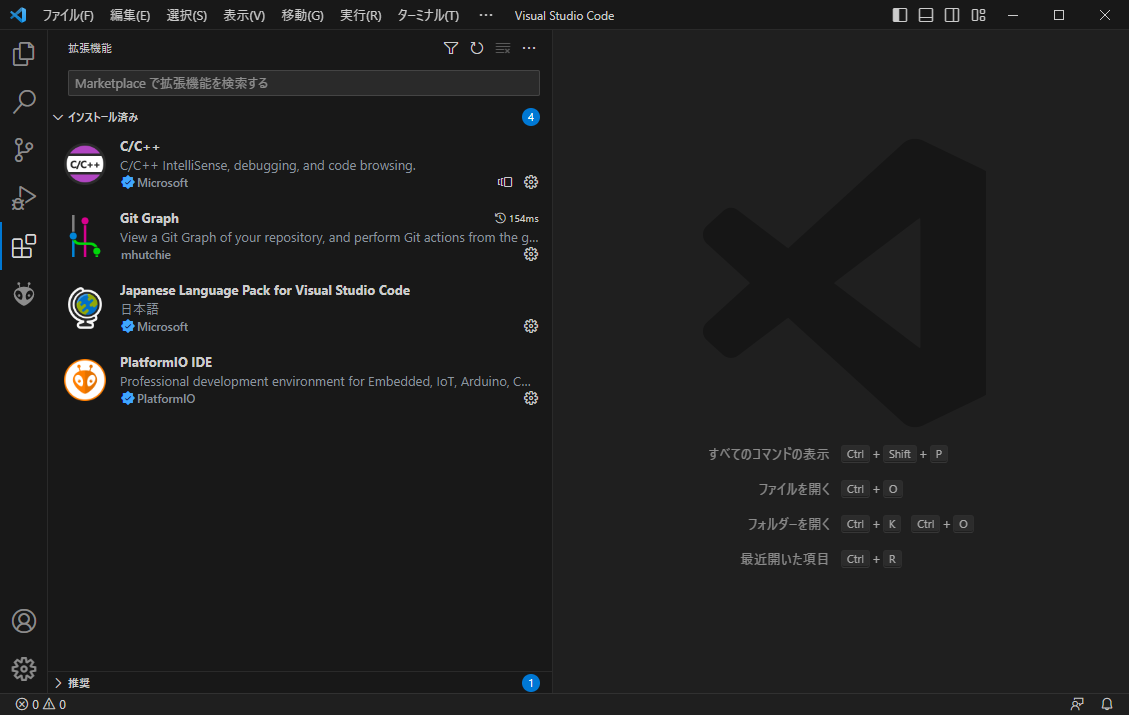 ファイル(F) 編集(E) 選択(S) 表示(V) 移動(G) 実行(R) ターミナル(T) ··· Visual Studio Code
拡張機能
Marketplace で拡張機能を検索する
インストール済み 4
C/C++
C/C++
C/C++ IntelliSense, debugging, and code browsing.
Microsoft
Git Graph 154ms
View a Git Graph of your repository, and perform Git actions from the g...
mhutchie
Japanese Language Pack for Visual Studio Code
日本語
Microsoft
PlatformIO IDE
Professional development environment for Embedded, IoT, Arduino, C...
PlatformIO
推奨 1
すべてのコマンドの表示 Ctrl + Shift + P
ファイルを開く Ctrl + O
フォルダーを開く Ctrl + K Ctrl + O
最近開いた項目 Ctrl + R
0 0